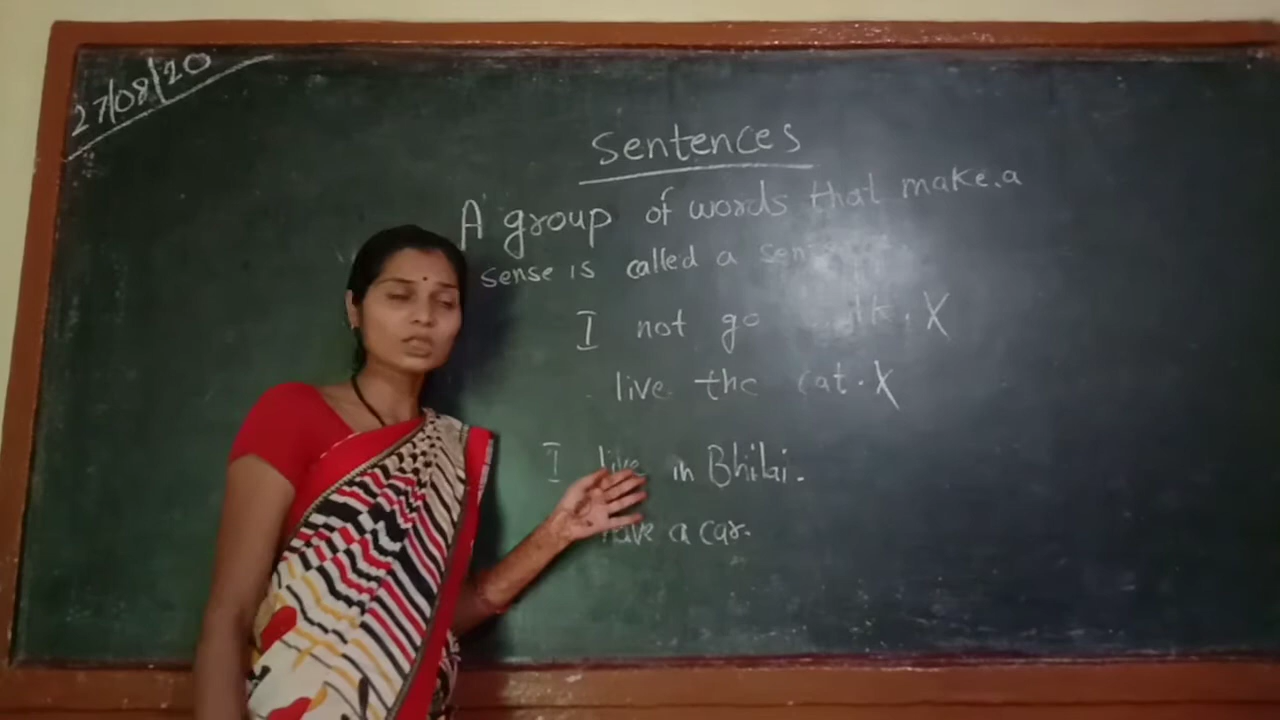 27/08/20
Sentences
A group of words that make a
sense is called a
I not go X
live the cat. X
I live in Bhilai.
have a car.